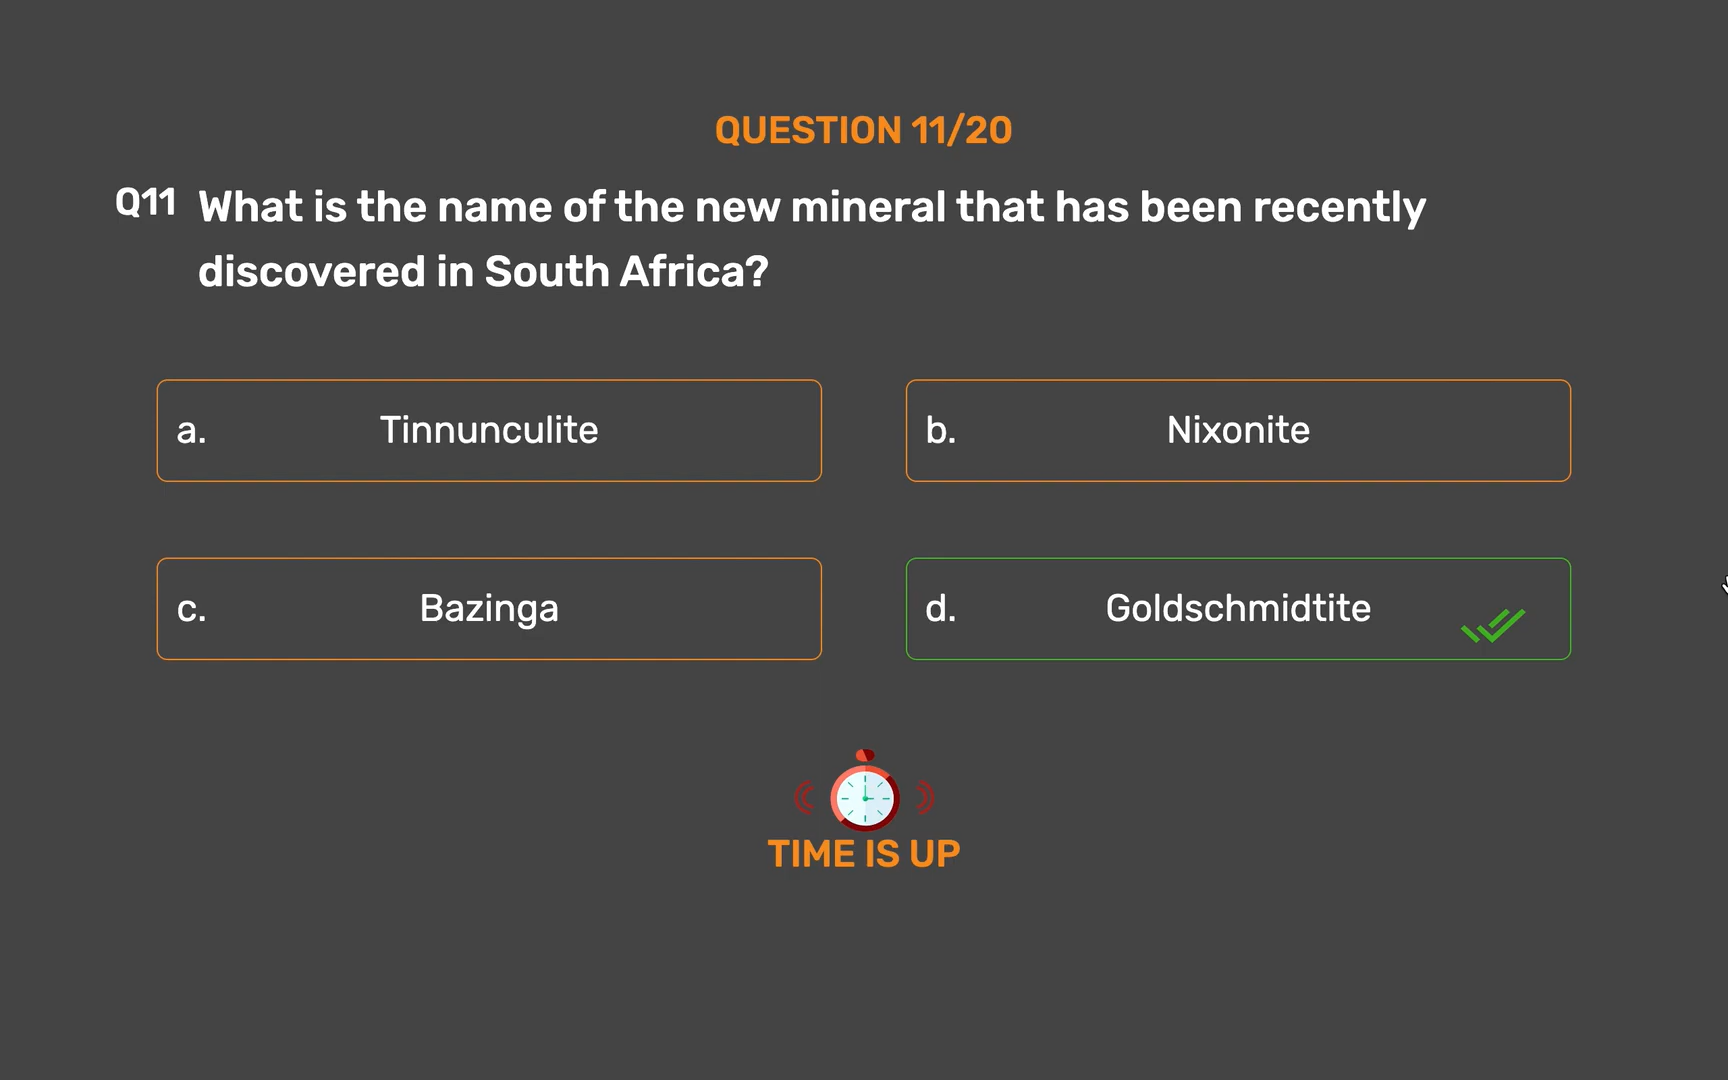 QUESTION 11/20
Q11 What is the name of the new mineral that has been recently
discovered in South Africa?
a. Tinnunculite
b. Nixonite
c. Bazinga
d. Goldschmidtite
TIME IS UP